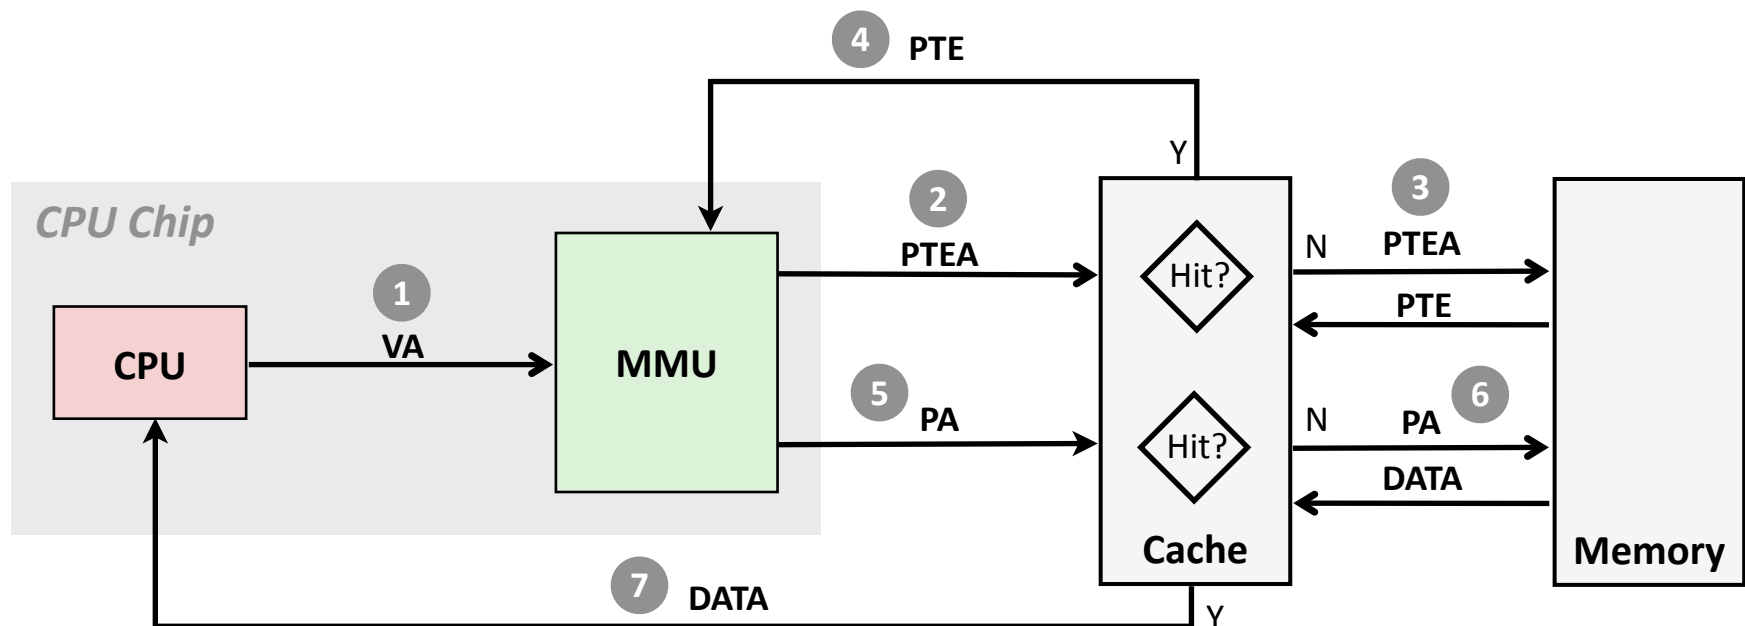 4 PTE
Y
CPU Chip
2
PTEA
3
N PTEA
Hit?
PTE
1
VA
CPU
MMU
5 PA
6
N PA
Hit?
DATA
Cache
Memory
7 DATA
Y